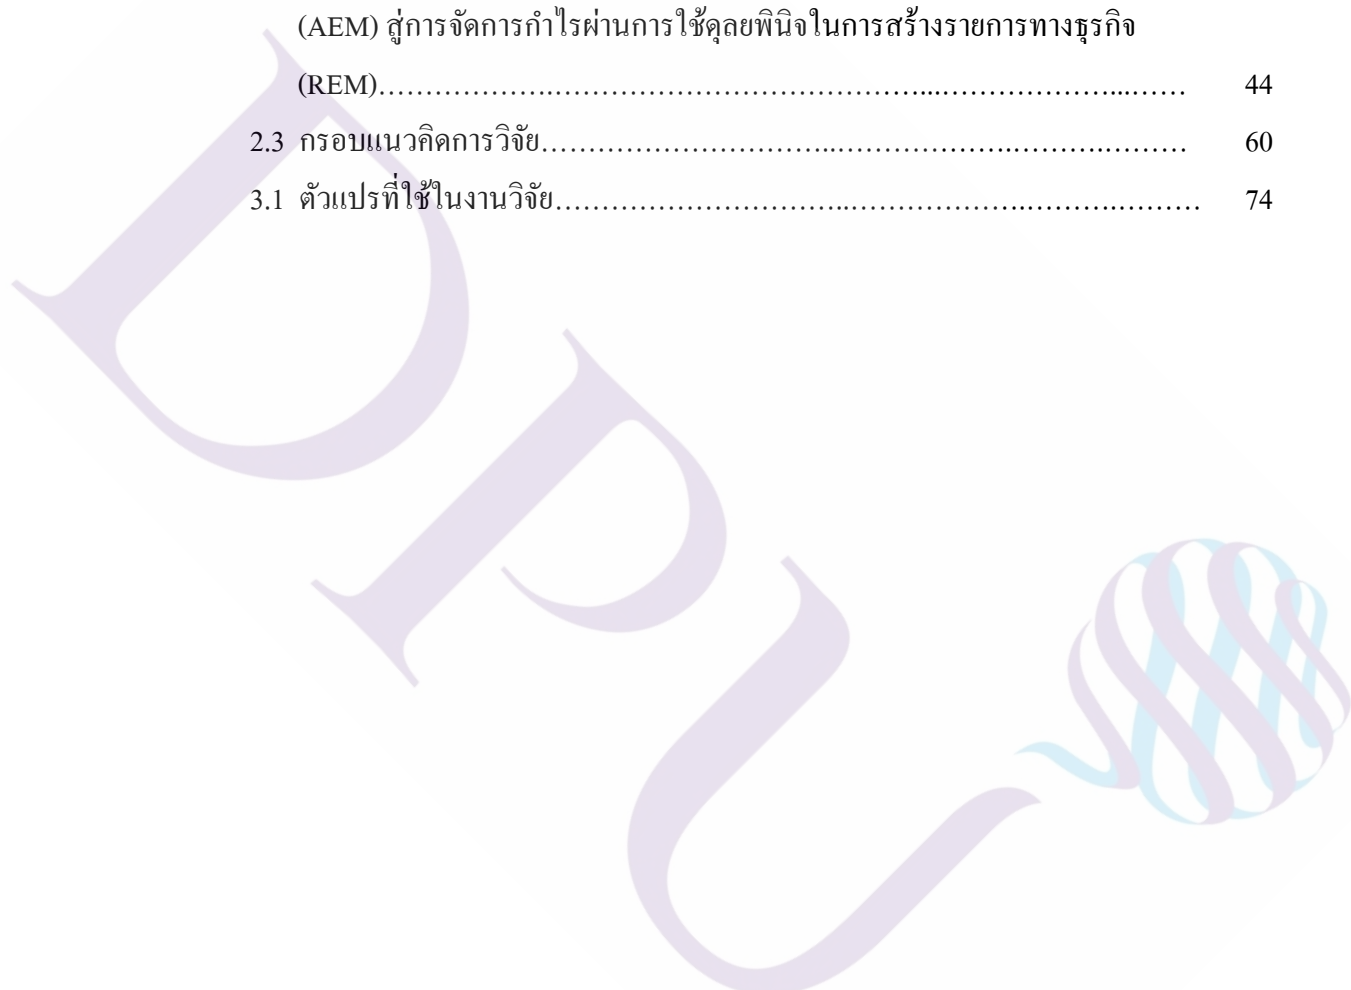 (AEM) สู่การจัดการกำไรผ่านการใช้ดุลยพินิจในการสร้างรายการทางธุรกิจ
(REM)……………….…………………………………...………………...…… 44
2.3 กรอบแนวคิดการวิจัย………………………..……………….……….……… 60
3.1 ตัวแปรที่ใช้ในงานวิจัย………………………..……………….……….……… 74
DPU